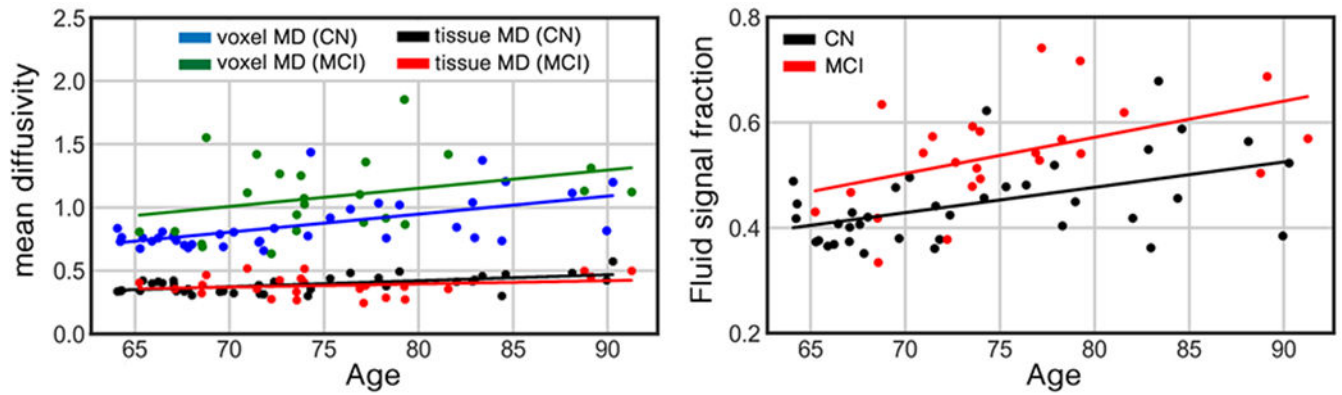 mean diffusivity
2.5
2.0
1.5
1.0
0.5
0.0
voxel MD (CN)
tissue MD (CN)
voxel MD (MCI)
tissue MD (MCI)
65 70 75 80 85 90
Age
Fluid signal fraction
0.8
0.6
0.4
0.2
CN
MCI
65 70 75 80 85 90
Age